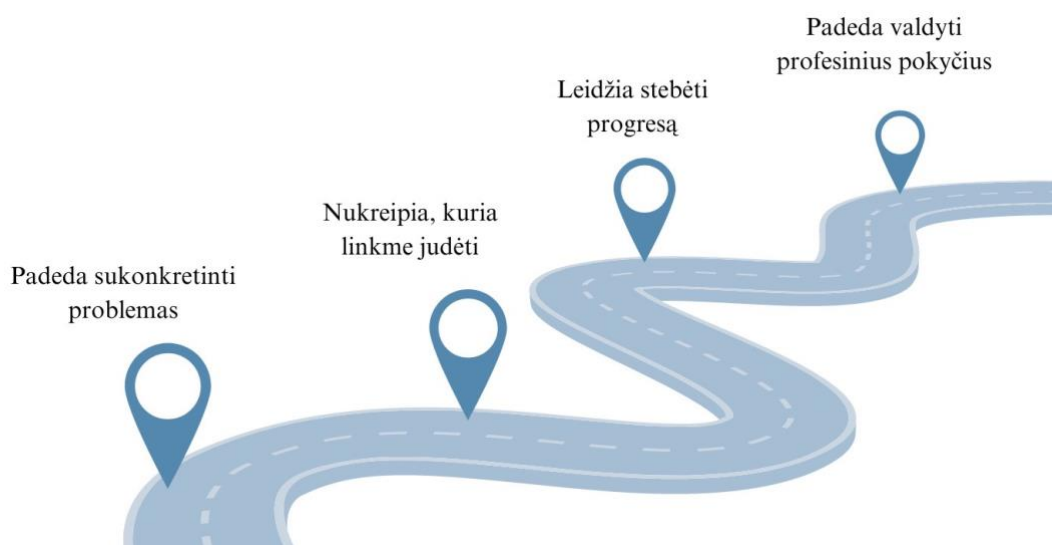 Padeda sukonkretinti
problemas
Nukreipia, kuria
linkme judėti
Leidžia stebėti
progresą
Padeda valdyti
profesinius pokyčius